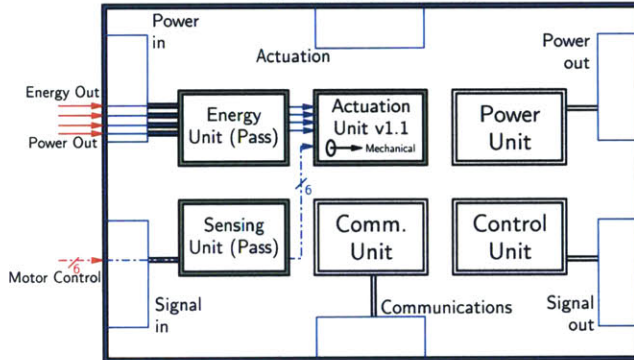 Power
in
Actuation
Power
out
Energy Out
Power Out
Energy
Unit (Pass)
Actuation
Unit v1.1
Mechanical
Power
Unit
6
Sensing
Unit (Pass)
Comm.
Unit
Control
Unit
6
Motor Control
Signal
in
Communications
Signal
out